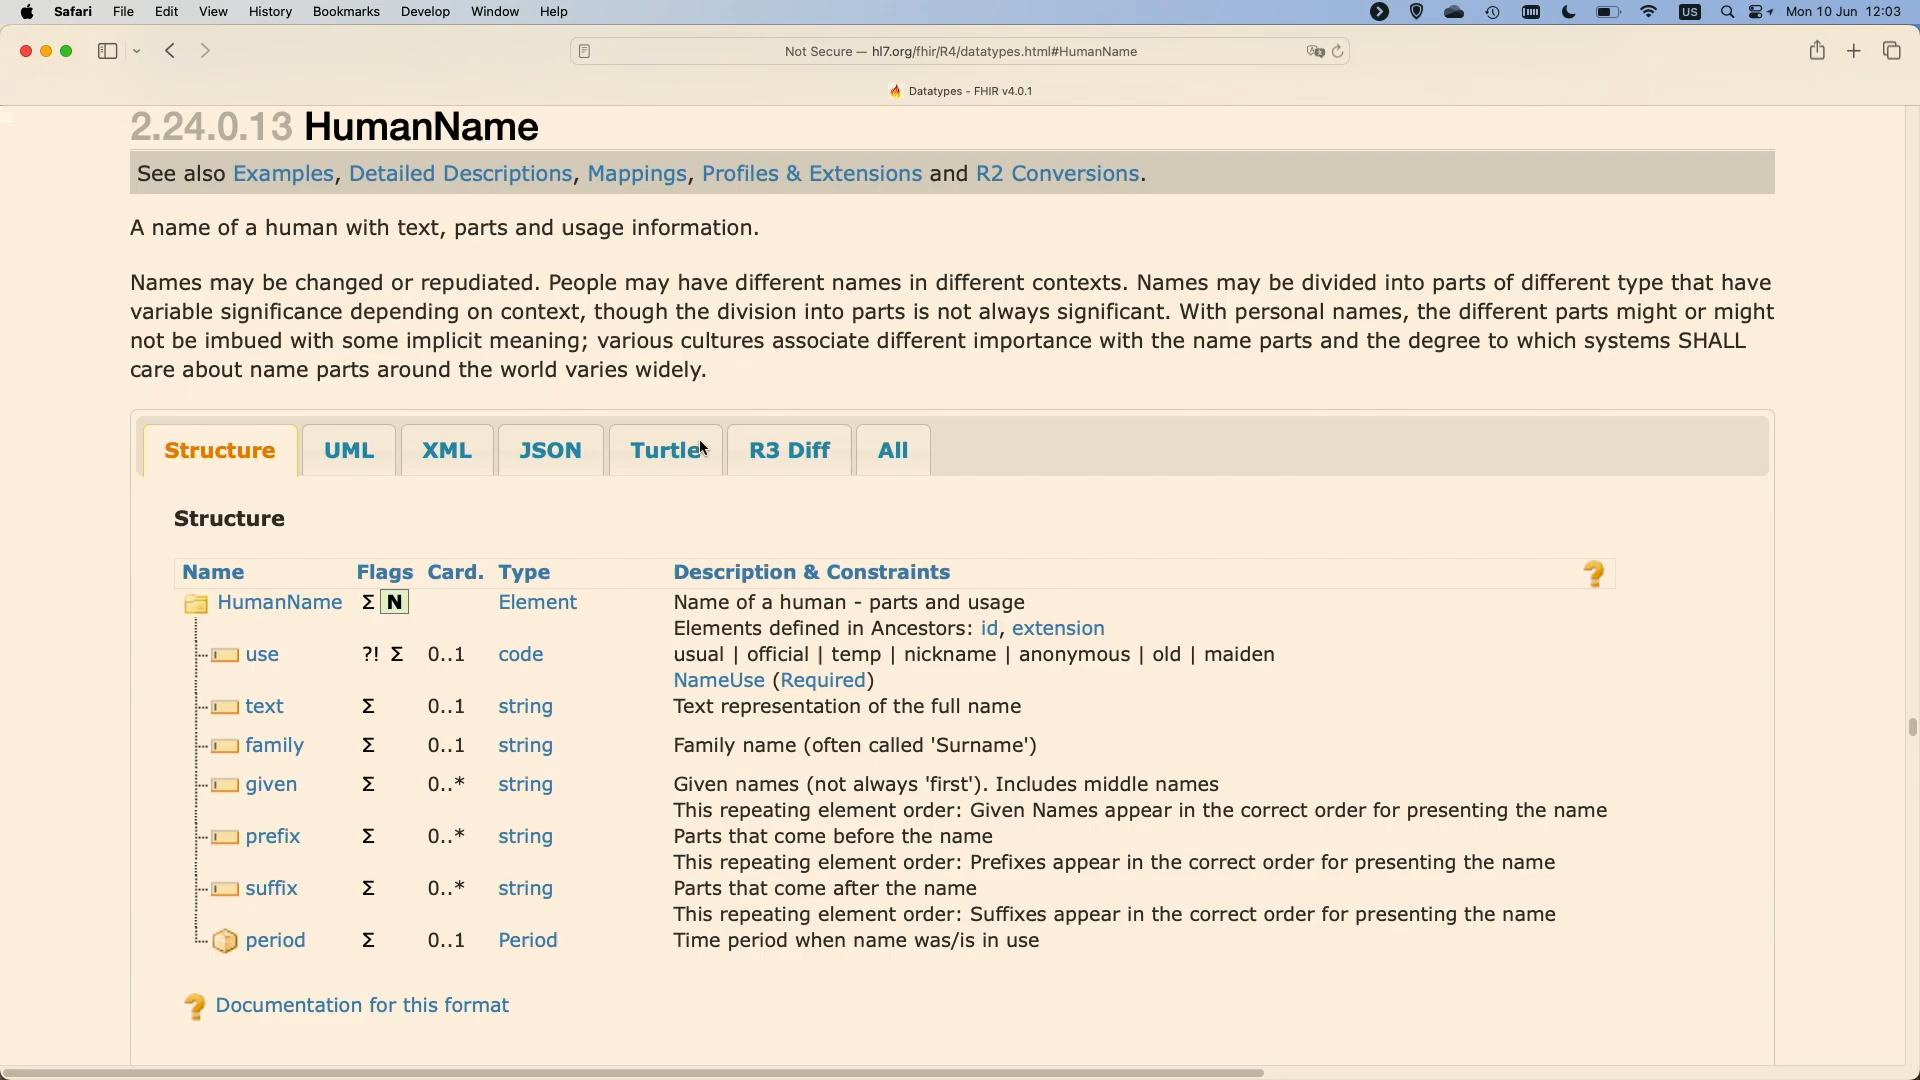 Safari File Edit View History Bookmarks Develop Window Help US Mon 10 Jun 12:03
Not Secure — hl7.org/fhir/R4/datatypes.html#HumanName
Datatypes - FHIR v4.0.1
2.24.0.13 HumanName
See also Examples, Detailed Descriptions, Mappings, Profiles & Extensions and R2 Conversions.
A name of a human with text, parts and usage information.
Names may be changed or repudiated. People may have different names in different contexts. Names may be divided into parts of different type that have
variable significance depending on context, though the division into parts is not always significant. With personal names, the different parts might or might
not be imbued with some implicit meaning; various cultures associate different importance with the name parts and the degree to which systems SHALL
care about name parts around the world varies widely.
Structure UML XML JSON Turtle R3 Diff All
Structure
Name Flags Card. Type Description & Constraints ?
HumanName Σ N Element Name of a human - parts and usage
Elements defined in Ancestors: id, extension
use ?! Σ 0..1 code usual | official | temp | nickname | anonymous | old | maiden
NameUse (Required)
text Σ 0..1 string Text representation of the full name
family Σ 0..1 string Family name (often called 'Surname')
given Σ 0..* string Given names (not always 'first'). Includes middle names
This repeating element order: Given Names appear in the correct order for presenting the name
prefix Σ 0..* string Parts that come before the name
This repeating element order: Prefixes appear in the correct order for presenting the name
suffix Σ 0..* string Parts that come after the name
This repeating element order: Suffixes appear in the correct order for presenting the name
period Σ 0..1 Period Time period when name was/is in use
? Documentation for this format